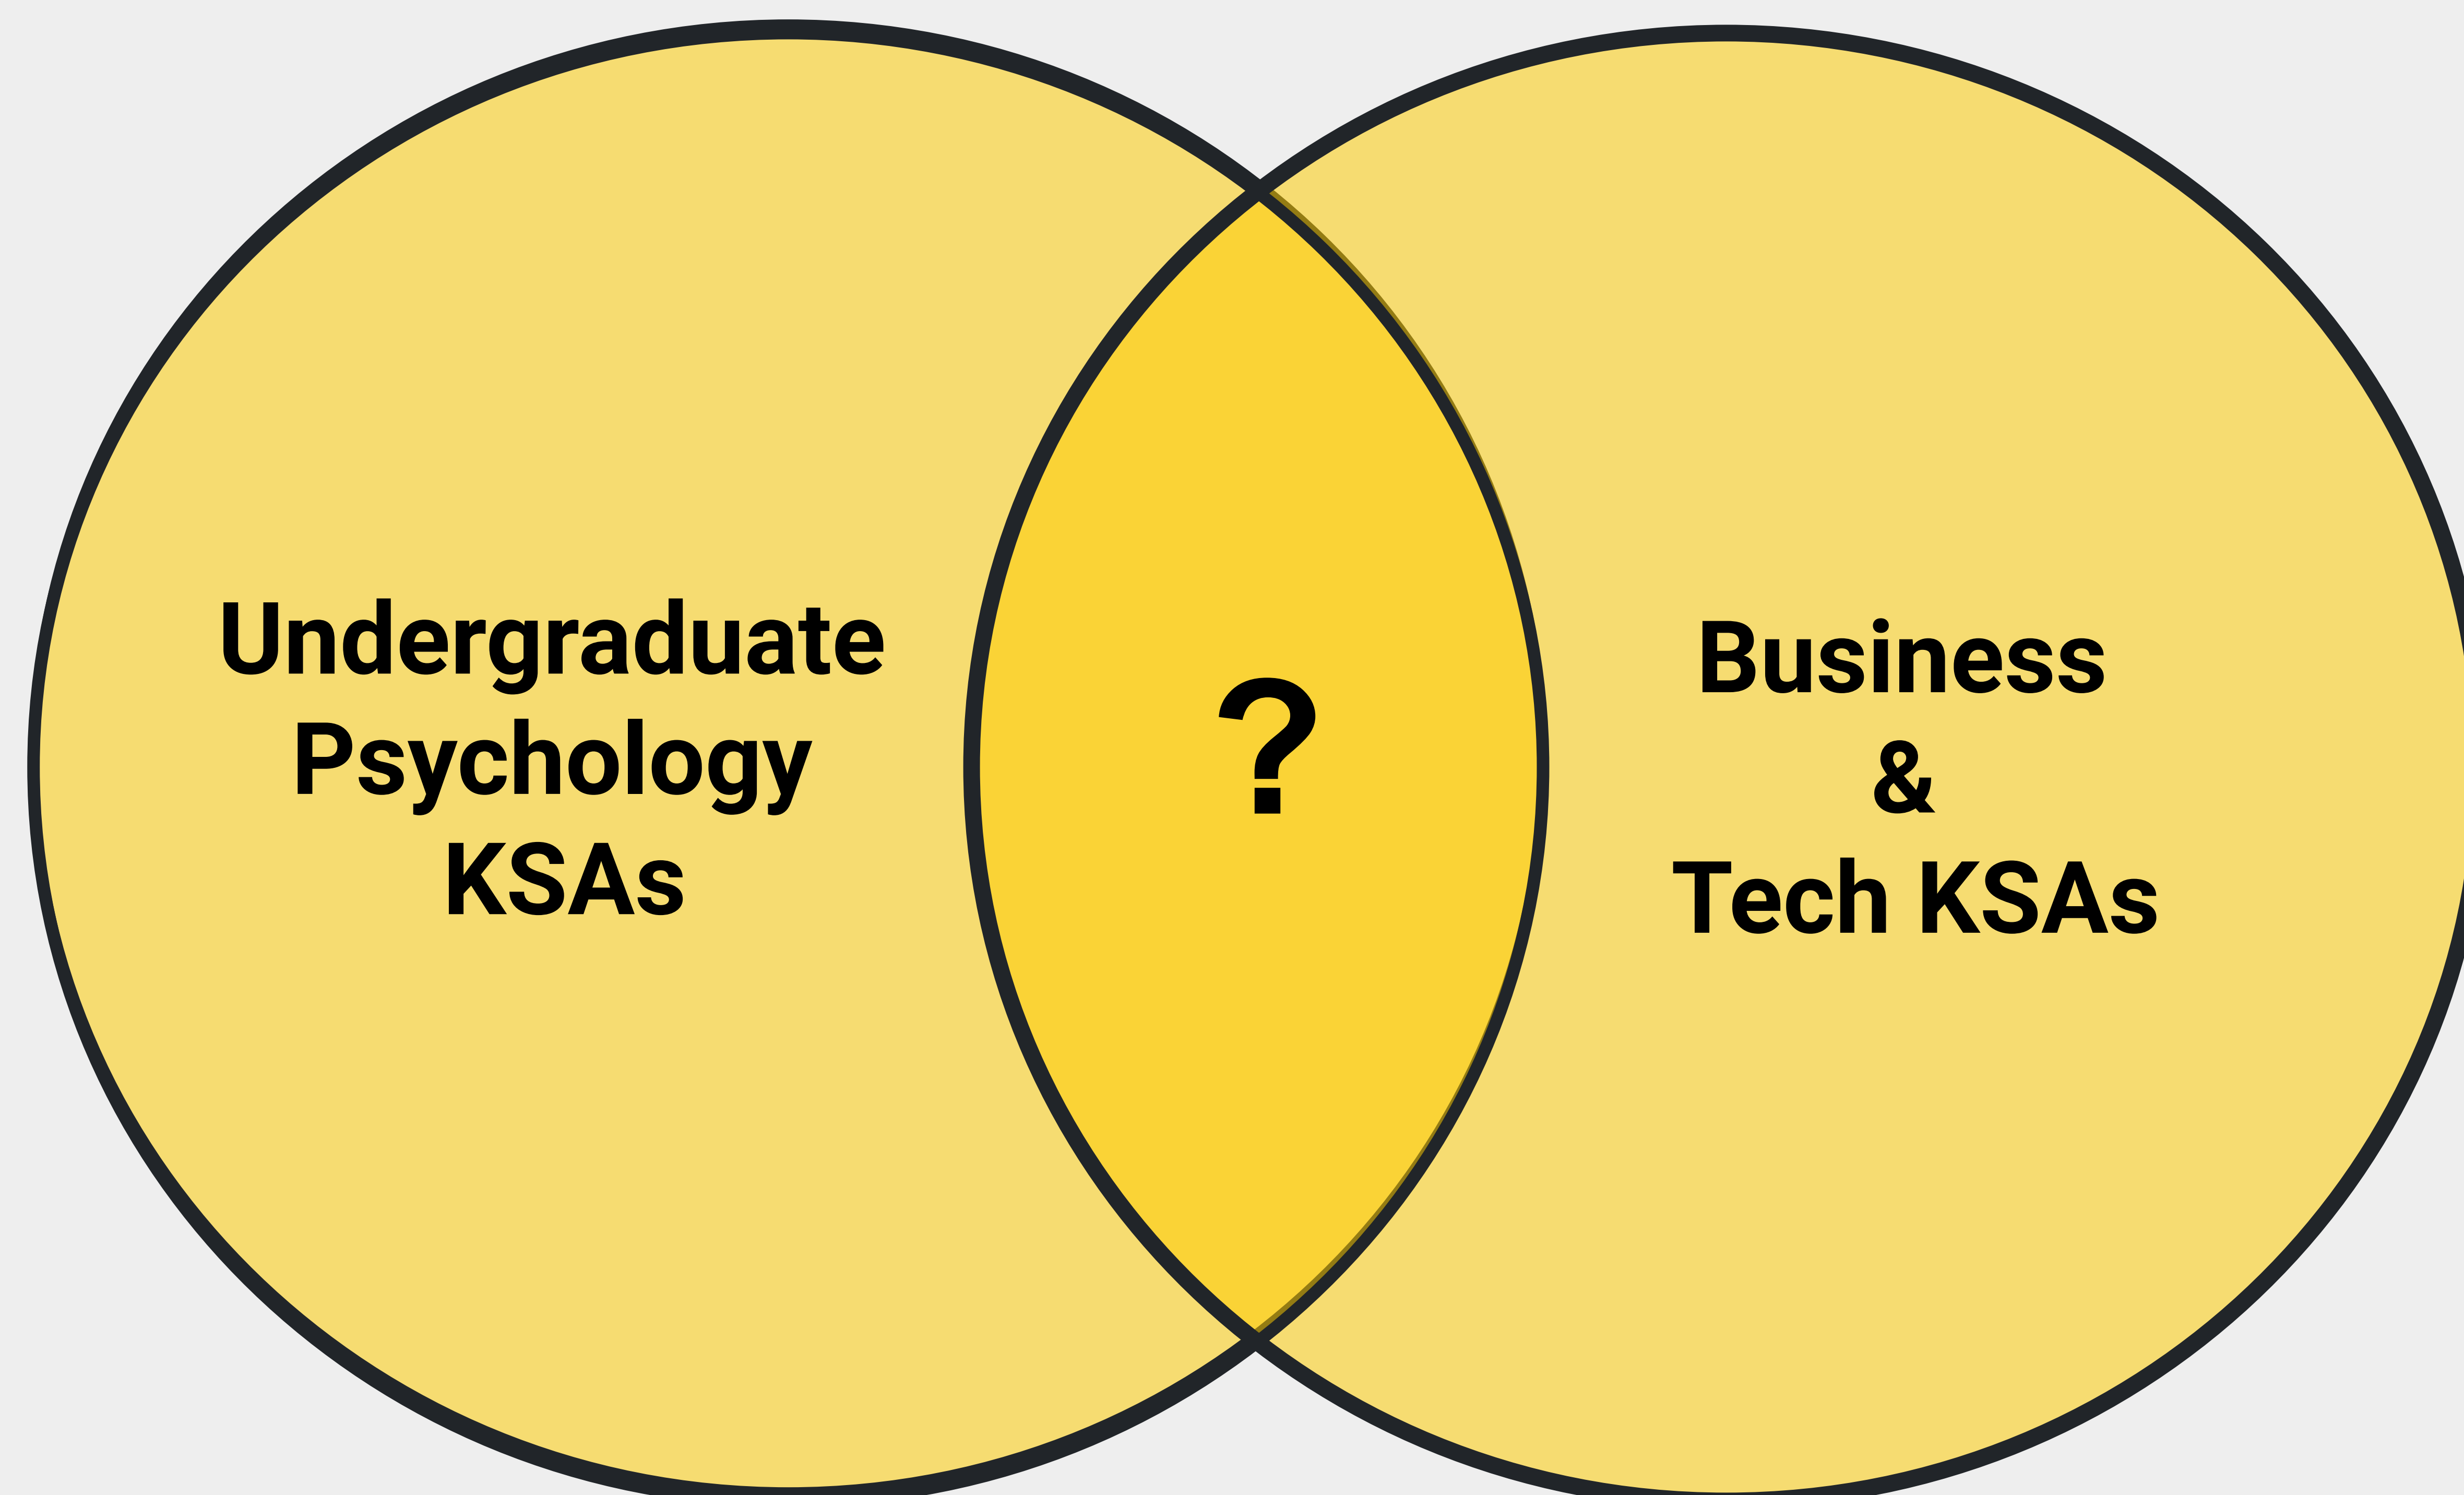 Undergraduate
Psychology
KSAs
?
Business
&
Tech KSAs